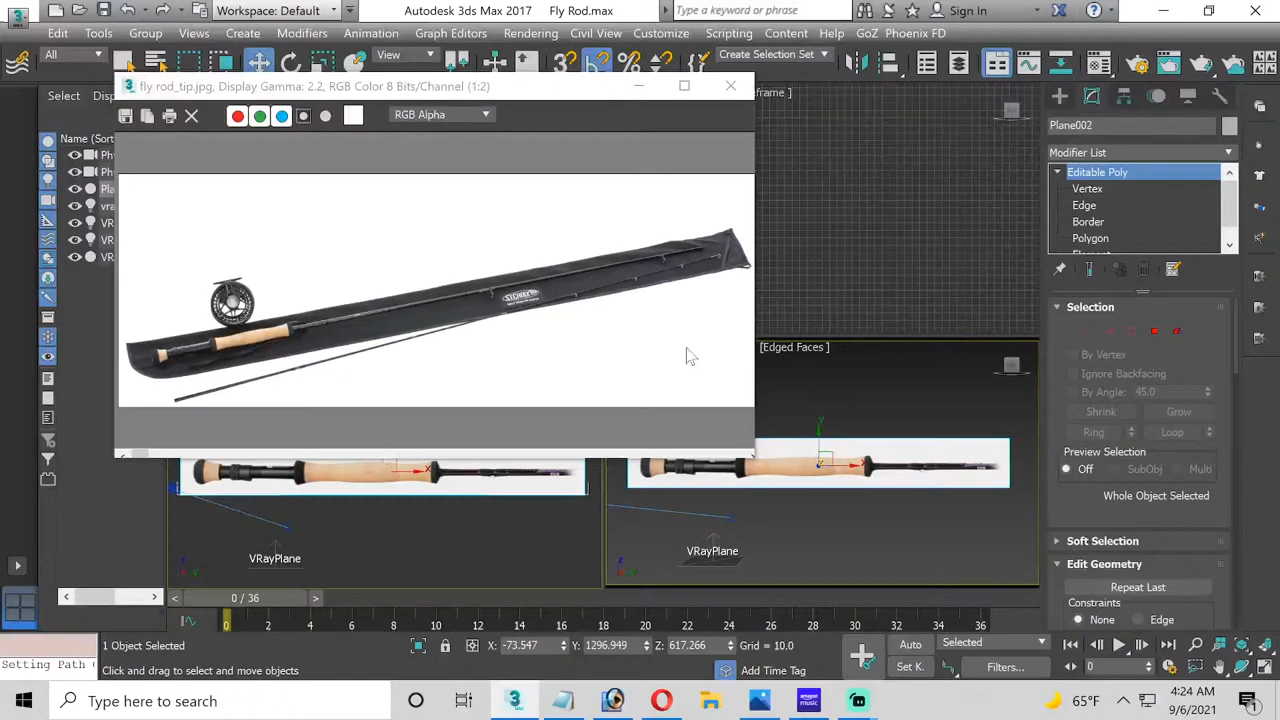 Workspace: Default
Autodesk 3ds Max 2017
Fly Rod.max
Type a keyword or phrase
Sign In
Edit
Tools
Group
Views
Create
Modifiers
Animation
Graph Editors
Rendering
Civil View
Customize
Scripting
Content
Help
GoZ
Phoenix FD
All
View
Create Selection Set
Select
fly rod_tip.jpg, Display Gamma: 2.2, RGB Color 8 Bits/Channel (1:2)
RGB Alpha
Name (Sort
Plane002
Modifier List
Editable Poly
Vertex
Edge
Border
Polygon
Selection
By Vertex
Ignore Backfacing
By Angle: 45.0
Shrink
Grow
Ring
Loop
Preview Selection
Off
SubObj
Multi
Whole Object Selected
Soft Selection
Edit Geometry
Repeat Last
Constraints
None
Edge
[Edged Faces ]
VRayPlane
VRayPlane
0 / 36
0 2 4 6 8 10 12 14 16 18 20 22 24 26 28 30 32 34 36
1 Object Selected
X: -73.547
Y: 1296.949
Z: 617.266
Grid = 10.0
Auto
Selected
Setting Path (
Click and drag to select and move objects
Add Time Tag
Set K.
Filters...
0
Type here to search
amazon music
65°F
4:24 AM
9/6/2021